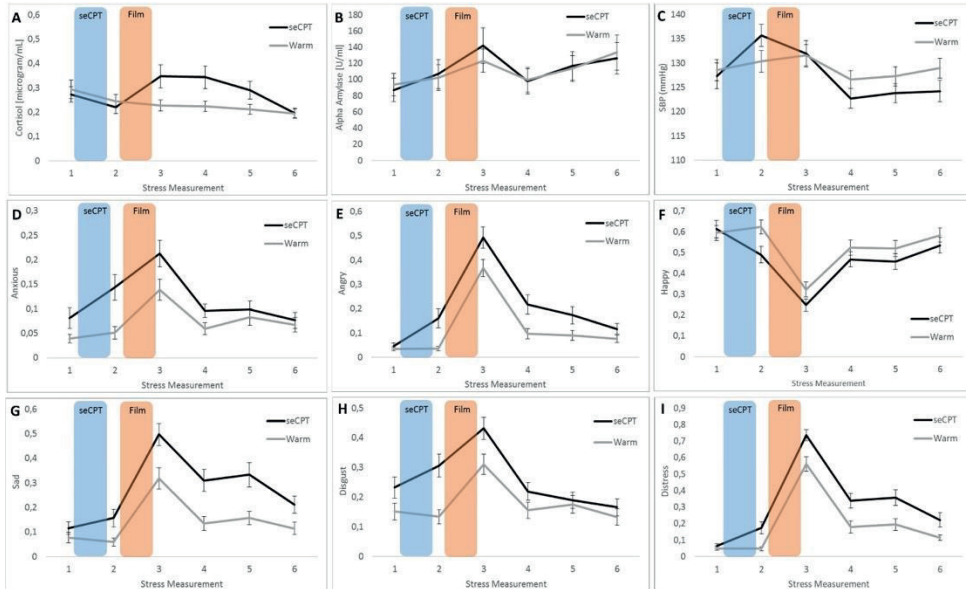 A
Cortisol [microgram/mL]
0,6
0,5
0,4
0,3
0,2
0,1
0
seCPT
Film
seCPT
Warm
1 2 3 4 5 6
Stress Measurement
B
Alpha Amylase [U/ml]
180
160
140
120
100
80
60
40
20
0
seCPT
Film
seCPT
Warm
1 2 3 4 5 6
Stress Measurement
C
SBP (mmHg)
140
135
130
125
120
115
110
seCPT
Film
seCPT
Warm
1 2 3 4 5 6
Stress Measurement
D
Anxious
0,3
0,25
0,2
0,15
0,1
0,05
0
seCPT
Film
seCPT
Warm
1 2 3 4 5 6
Stress Measurement
E
Angry
0,6
0,5
0,4
0,3
0,2
0,1
0
seCPT
Film
seCPT
Warm
1 2 3 4 5 6
Stress Measurement
F
Happy
0,7
0,6
0,5
0,4
0,3
0,2
0,1
0
seCPT
Film
seCPT
Warm
1 2 3 4 5 6
Stress Measurement
G
Sad
0,6
0,5
0,4
0,3
0,2
0,1
0
seCPT
Film
seCPT
Warm
1 2 3 4 5 6
Stress Measurement
H
Disgust
0,5
0,4
0,3
0,2
0,1
0
seCPT
Film
seCPT
Warm
1 2 3 4 5 6
Stress Measurement
I
Distress
0,9
0,8
0,7
0,6
0,5
0,4
0,3
0,2
0,1
0
seCPT
Film
seCPT
Warm
1 2 3 4 5 6
Stress Measurement